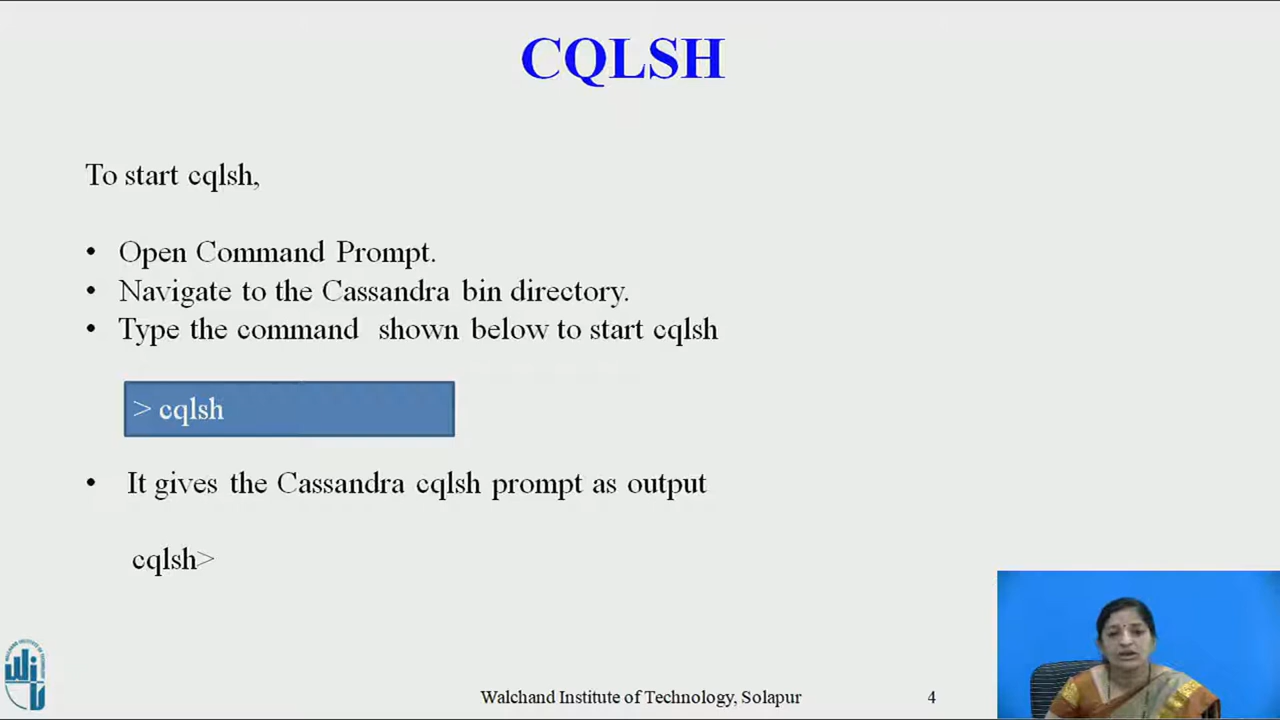 CQLSH
To start cqlsh,
• Open Command Prompt.
• Navigate to the Cassandra bin directory.
• Type the command shown below to start cqlsh
> cqlsh
• It gives the Cassandra cqlsh prompt as output
cqlsh>
Walchand Institute of Technology, Solapur 4